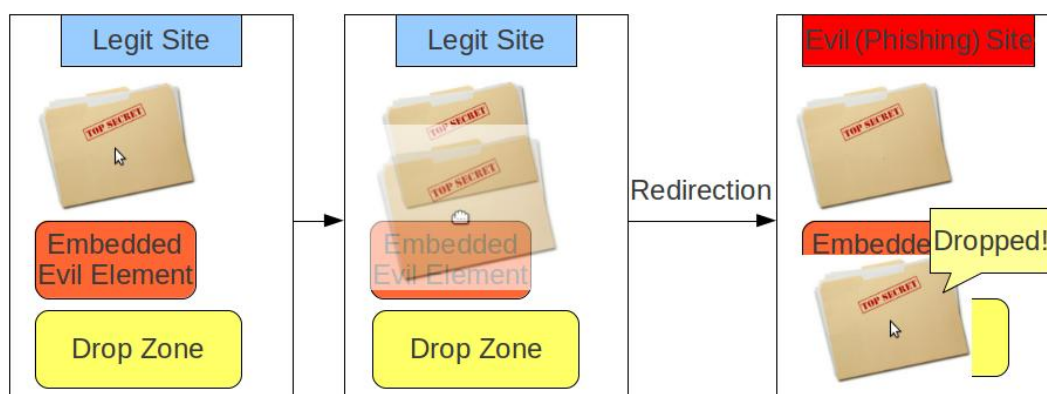 Legit Site
TOP SECRET
Embedded
Evil Element
Drop Zone
Legit Site
TOP SECRET
TOP SECRET
Embedded
Evil Element
Drop Zone
Redirection
Evil (Phishing) Site
TOP SECRET
Embedde
Dropped!
TOP SECRET